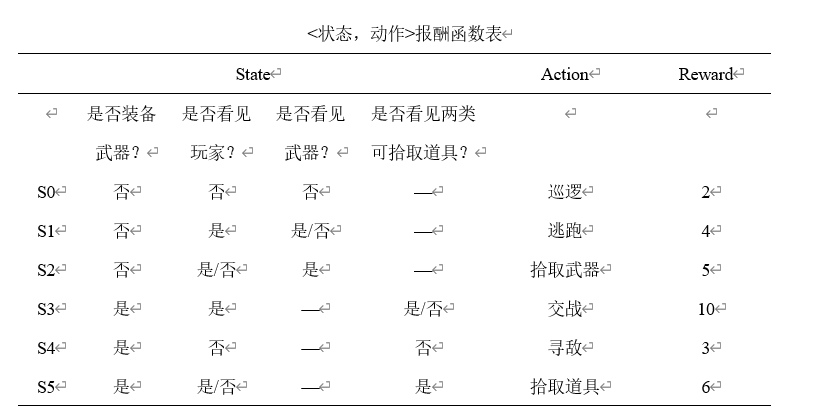 <状态，动作>报酬函数表
State Action Reward
是否装备武器？ 是否看见玩家？ 是否看见武器？ 是否看见两类可拾取道具？
S0 否 否 否 — 巡逻 2
S1 否 是 是/否 — 逃跑 4
S2 否 是/否 是 — 拾取武器 5
S3 是 是 — 是/否 交战 10
S4 是 否 — 否 寻敌 3
S5 是 是/否 — 是 拾取道具 6